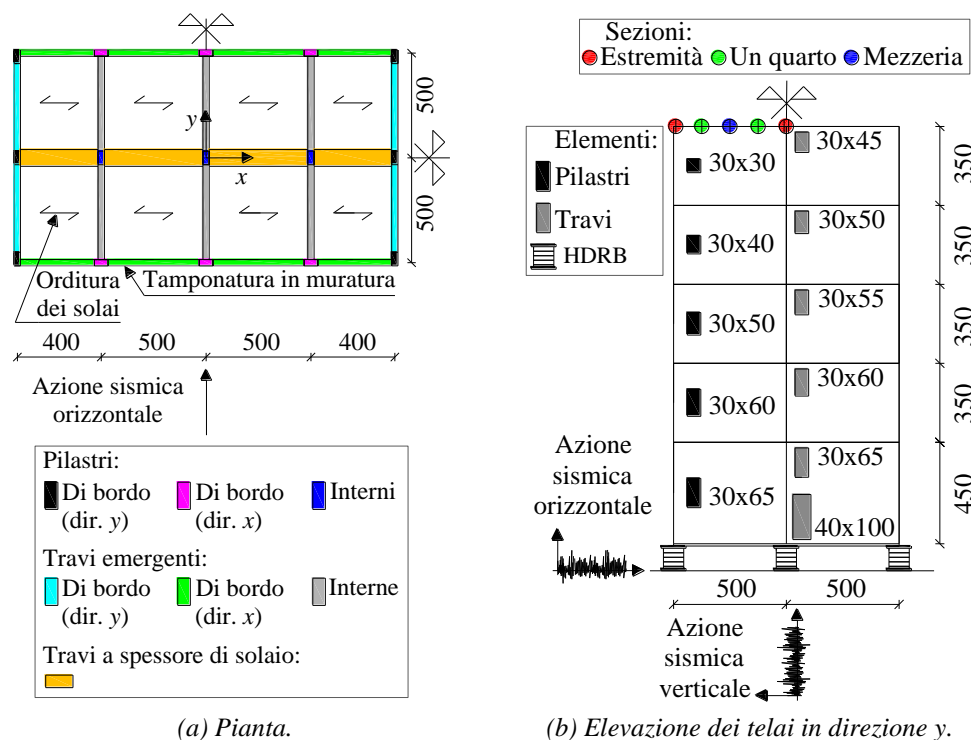 500
500
y
x
Orditura
dei solai
Tamponatura in muratura
400 500 500 400
Azione sismica
orizzontale
Pilastri:
Di bordo
(dir. y)
Di bordo
(dir. x)
Interni
Travi emergenti:
Di bordo
(dir. y)
Di bordo
(dir. x)
Interne
Travi a spessore di solaio:
(a) Pianta.
Sezioni:
Estremità Un quarto Mezzeria
Elementi:
Pilastri
Travi
HDRB
30x30 30x45 350
30x40 30x50 350
30x50 30x55 350
30x60 30x60 350
30x65 30x65 450
40x100
Azione
sismica
orizzontale
500 500
Azione
sismica
verticale
(b) Elevazione dei telai in direzione y.